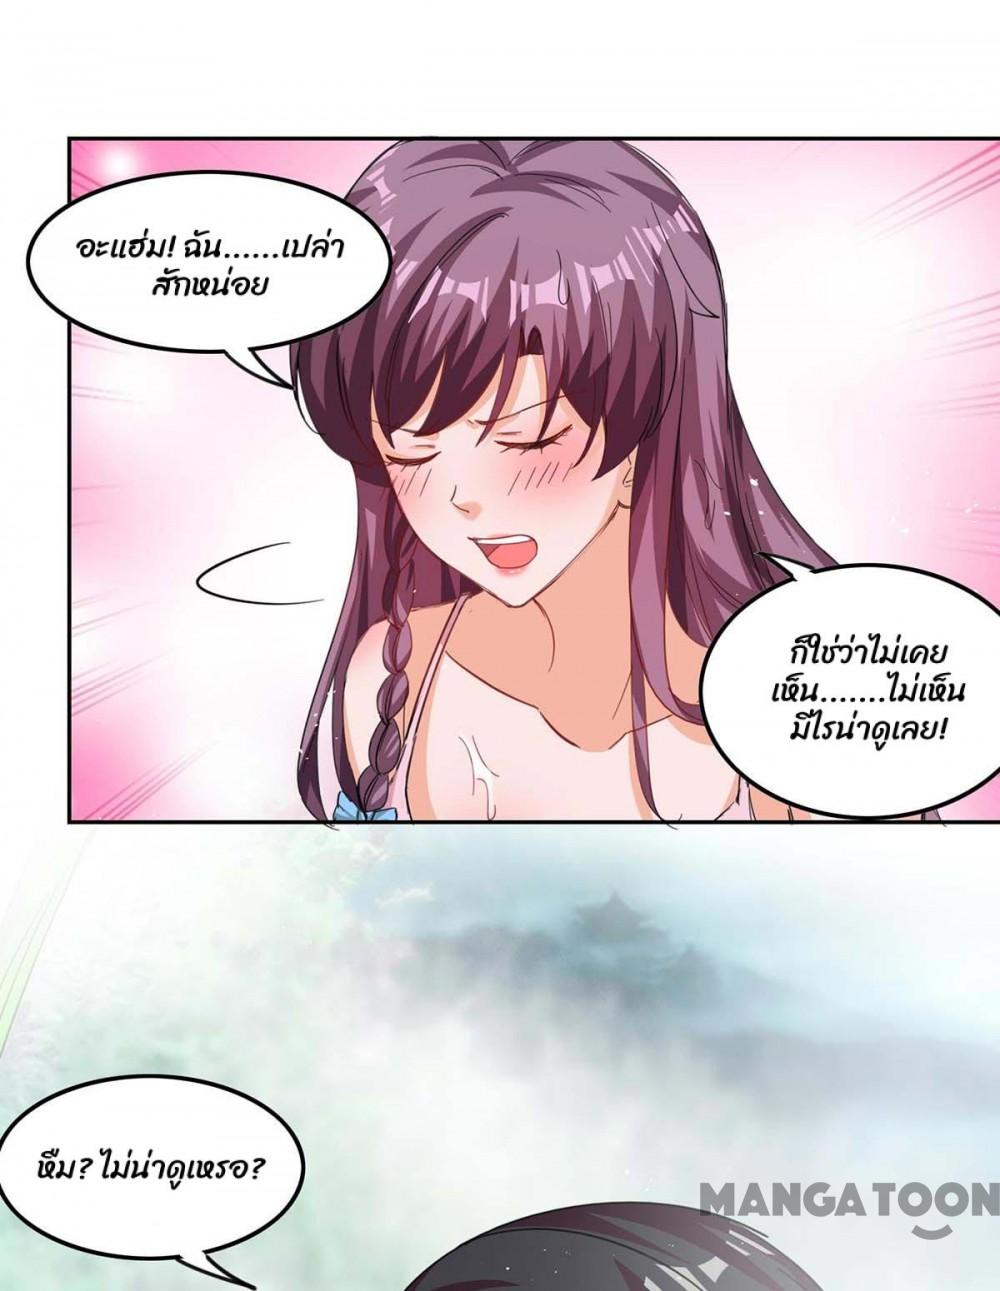 อะแฮ่ม! ฉัน......เปล่า
สักหน่อย
ก็ใช่ว่าไม่เคย
เห็น.......ไม่เห็น
มีไรน่าดูเลย!
หืม? ไม่น่าดูเหรอ?
MANGATOON